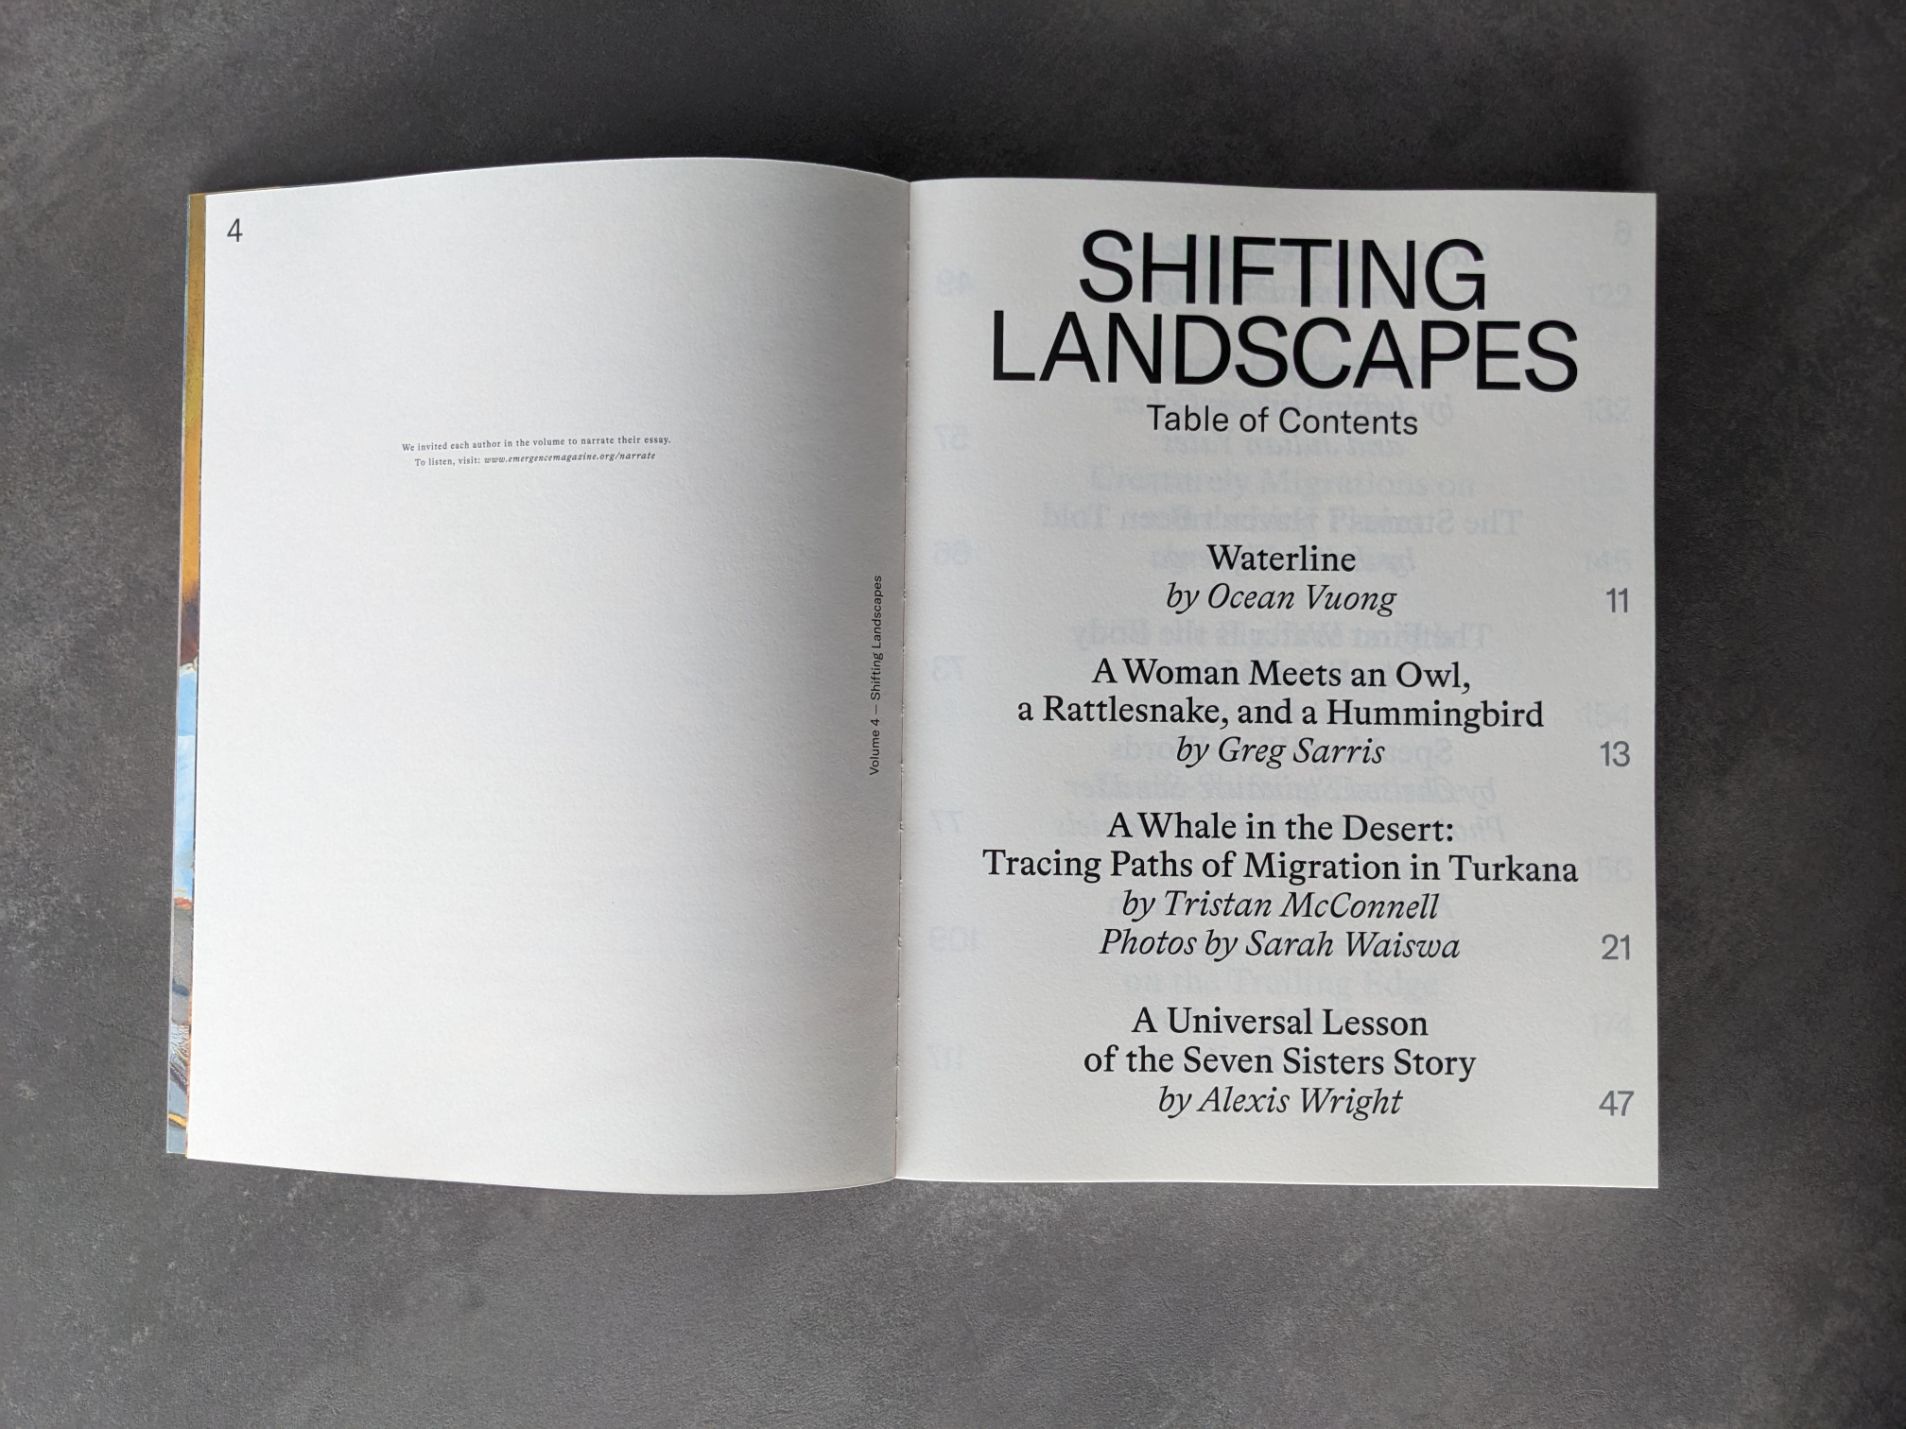 4
We invited each author in the volume to narrate their essay.
To listen, visit: www.emergencemagazine.org/narrate
Volume 4 — Shifting Landscapes
SHIFTING
LANDSCAPES
Table of Contents
Waterline
by Ocean Vuong 11
A Woman Meets an Owl,
a Rattlesnake, and a Hummingbird
by Greg Sarris 13
A Whale in the Desert:
Tracing Paths of Migration in Turkana
by Tristan McConnell
Photos by Sarah Waiswa 21
A Universal Lesson
of the Seven Sisters Story
by Alexis Wright 47